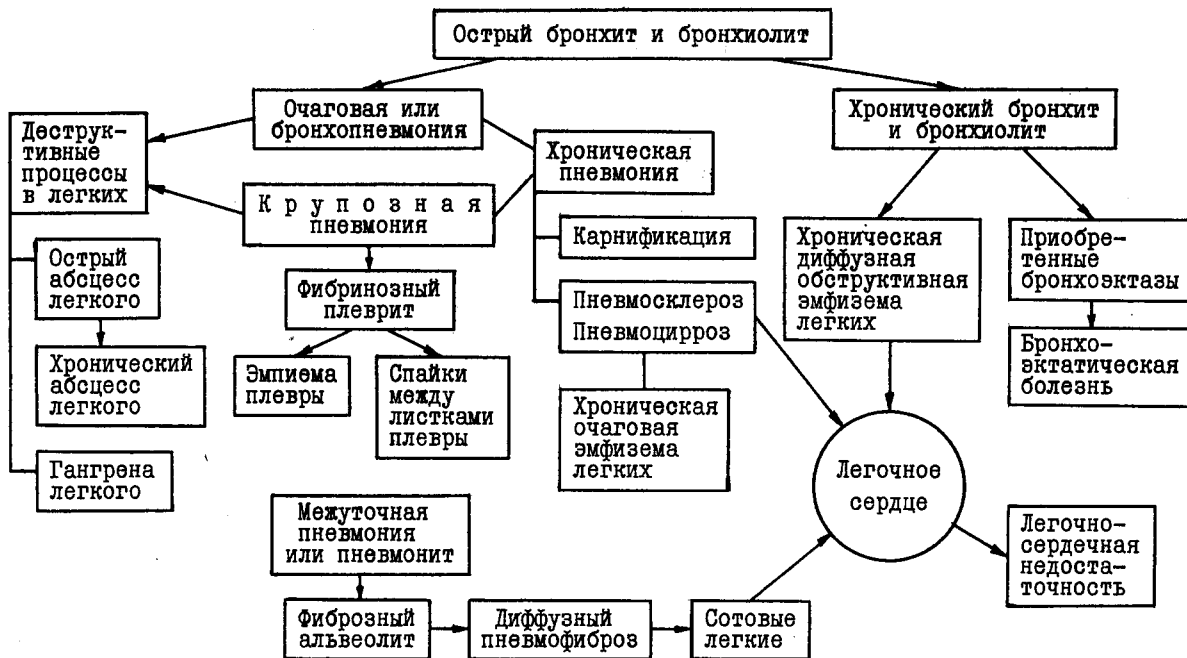 Острый бронхит и бронхиолит
Очаговая или
бронхопневмония
Хронический бронхит
и бронхиолит
Деструк-
тивные
процессы
в легких
Хроническая
пневмония
Крупозная
пневмония
Карнификация
Хроническая
диффузная
обструктивная
эмфизема
легких
Приобре-
тенные
бронхоэктазы
Острый
абсцесс
легкого
Фибринозный
плеврит
Пневмосклероз
Пневмоцирроз
Бронхо-
эктатическая
болезнь
Хронический
абсцесс
легкого
Эмпиема
плевры
Спайки
между
листками
плевры
Хроническая
очаговая
эмфизема
легких
Гангрена
легкого
Легочное
сердце
Межуточная
пневмония
или пневмонит
Легочно-
сердечная
недоста-
точность
Фиброзный
альвеолит
Диффузный
пневмофиброз
Сотовые
легкие